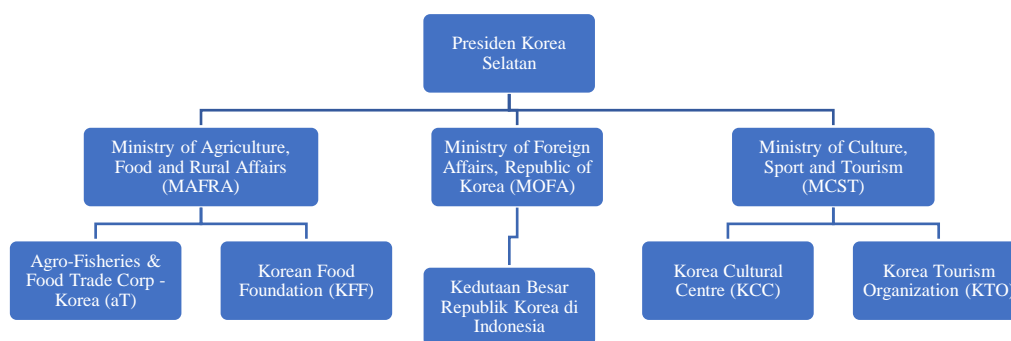 Presiden Korea
Selatan
Ministry of Agriculture,
Food and Rural Affairs
(MAFRA)
Ministry of Foreign
Affairs, Republic of
Korea (MOFA)
Ministry of Culture,
Sport and Tourism
(MCST)
Agro-Fisheries &
Food Trade Corp -
Korea (aT)
Korean Food
Foundation (KFF)
Kedutaan Besar
Republik Korea di
Indonesia
Korea Cultural
Centre (KCC)
Korea Tourism
Organization (KTO)